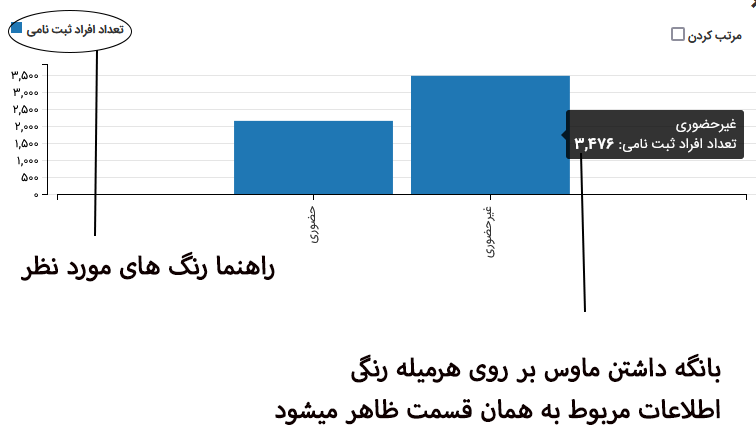 تعداد افراد ثبت نامی
مرتب کردن
۳,۵۰۰
۳,۰۰۰
۲,۵۰۰
۲,۰۰۰
۱,۵۰۰
۱,۰۰۰
۵۰۰
۰
غیرحضوری
تعداد افراد ثبت نامی: ۳,۴۷۶
حضوری
غیرحضوری
راهنما رنگ های مورد نظر
بانگه داشتن ماوس بر روی هرمیله رنگی
اطلاعات مربوط به همان قسمت ظاهر میشود